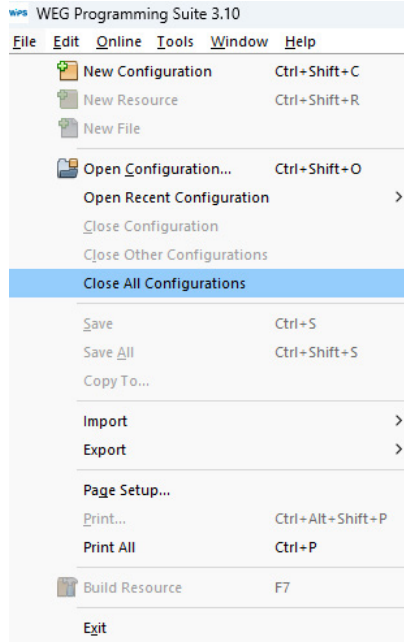 WPS WEG Programming Suite 3.10
File Edit Online Tools Window Help
New Configuration Ctrl+Shift+C
New Resource Ctrl+Shift+R
New File
Open Configuration... Ctrl+Shift+O
Open Recent Configuration >
Close Configuration
Close Other Configurations
Close All Configurations
Save Ctrl+S
Save All Ctrl+Shift+S
Copy To...
Import >
Export >
Page Setup...
Print... Ctrl+Alt+Shift+P
Print All Ctrl+P
Build Resource F7
Exit